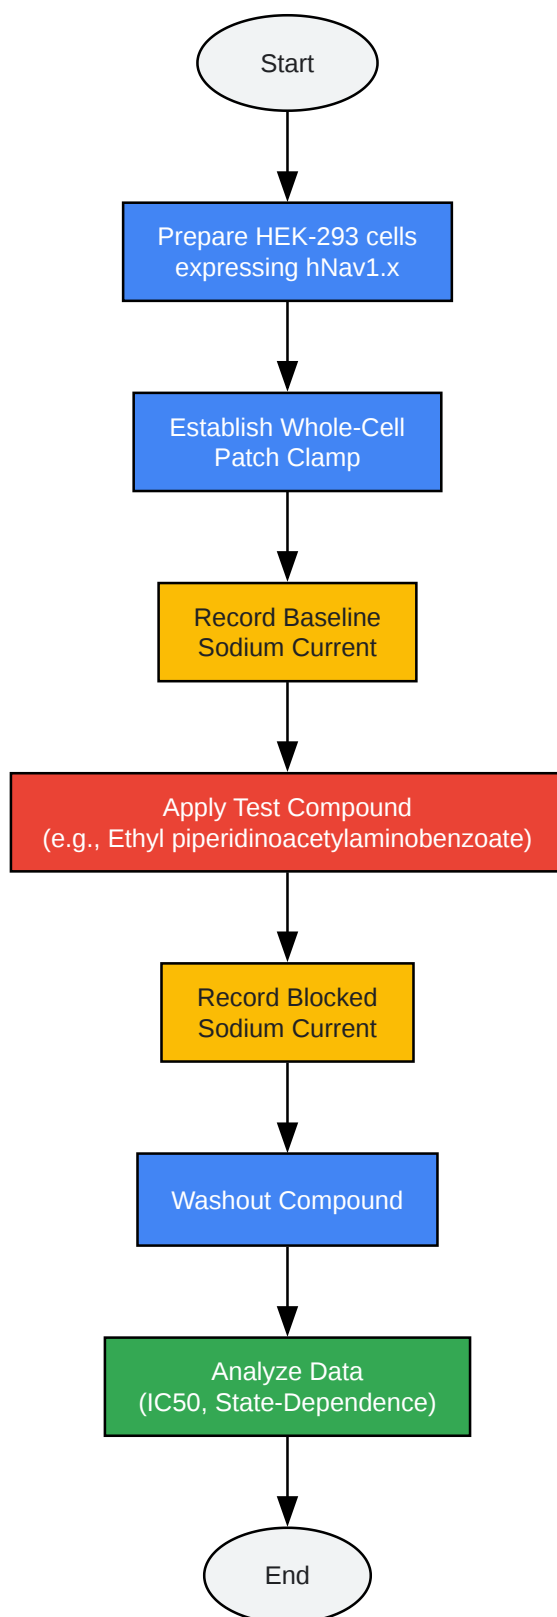 Start
Prepare HEK-293 cells
expressing hNav1.x
Establish Whole-Cell
Patch Clamp
Record Baseline
Sodium Current
Apply Test Compound
(e.g., Ethyl piperidinoacetylaminobenzoate)
Record Blocked
Sodium Current
Washout Compound
Analyze Data
(IC50, State-Dependence)
End